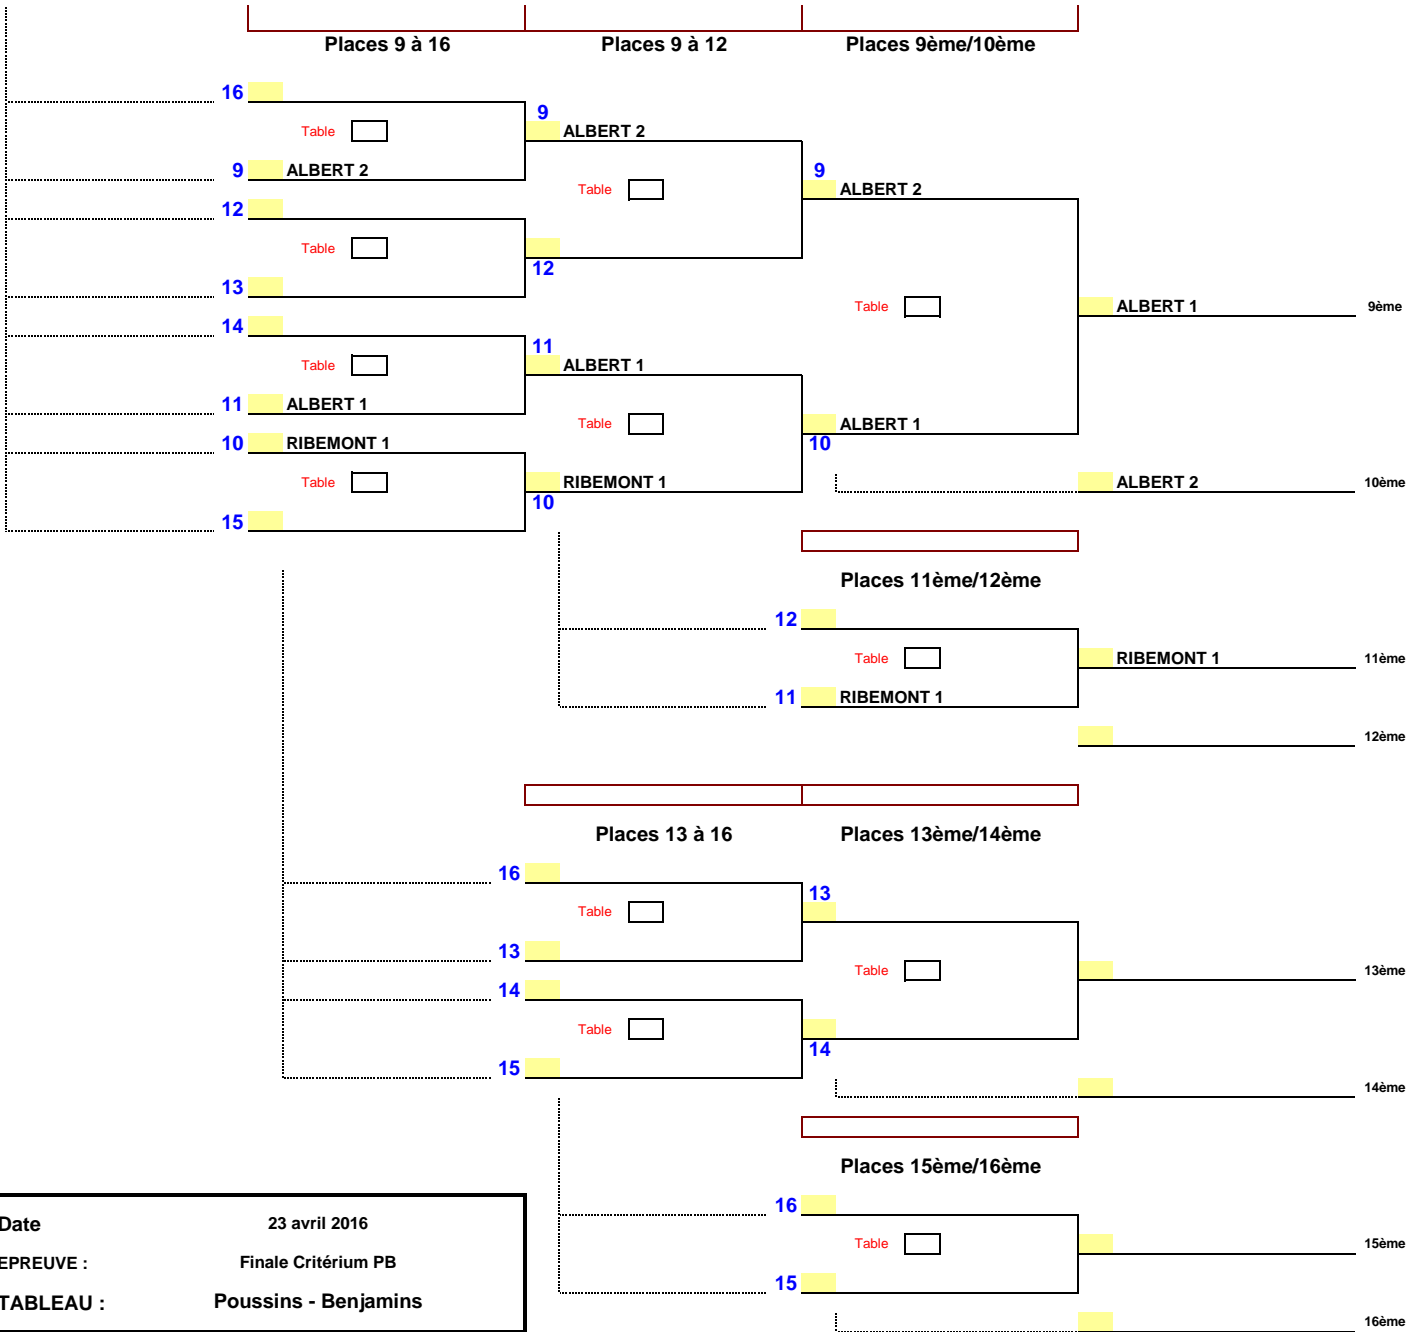 Places 9 à 16 Places 9 à 12 Places 9ème/10ème
16
9
Table
ALBERT 2
9 ALBERT 2
9
Table
ALBERT 2
12
Table
12
13
Table
ALBERT 1 9ème
14
11
Table
ALBERT 1
11 ALBERT 1
Table
ALBERT 1
10 RIBEMONT 1
10
Table
RIBEMONT 1
ALBERT 2 10ème
10
15
Places 11ème/12ème
12
Table
RIBEMONT 1 11ème
11 RIBEMONT 1
12ème
Places 13 à 16 Places 13ème/14ème
16
13
Table
13
Table
13ème
14
Table
14
15
14ème
Places 15ème/16ème
16
Date 23 avril 2016
Table
15ème
EPREUVE : Finale Critérium PB
15
TABLEAU : Poussins - Benjamins
16ème